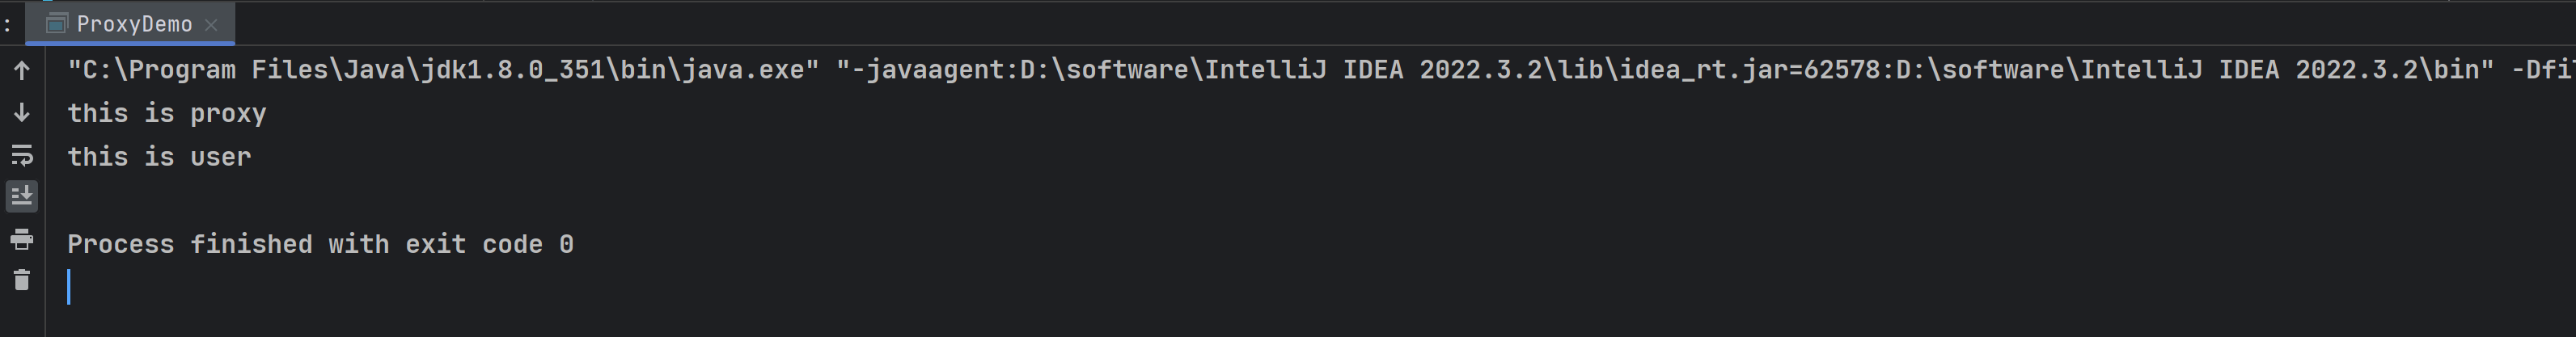 : ProxyDemo
"C:\Program Files\Java\jdk1.8.0_351\bin\java.exe" "-javaagent:D:\software\IntelliJ IDEA 2022.3.2\lib\idea_rt.jar=62578:D:\software\IntelliJ IDEA 2022.3.2\bin" -Dfil
this is proxy
this is user
Process finished with exit code 0